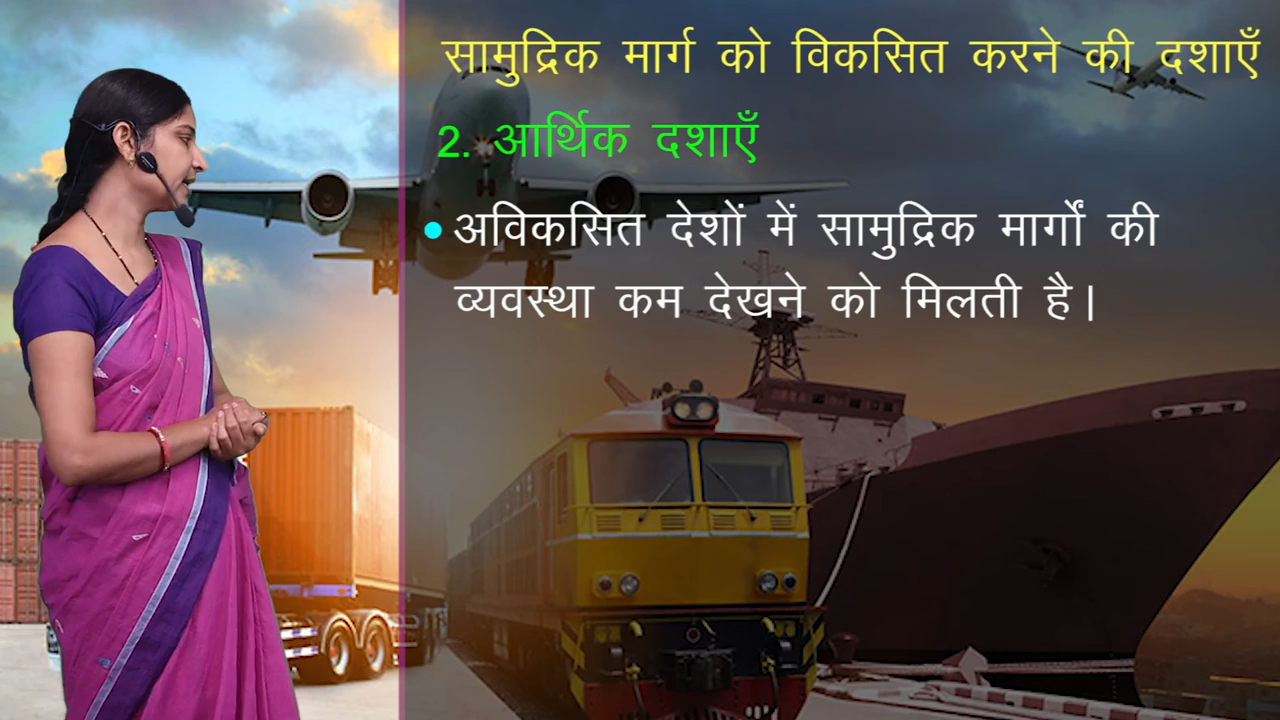 सामुद्रिक मार्ग को विकसित करने की दशाएँ
2. आर्थिक दशाएँ
• अविकसित देशों में सामुद्रिक मार्गों की
व्यवस्था कम देखने को मिलती है।